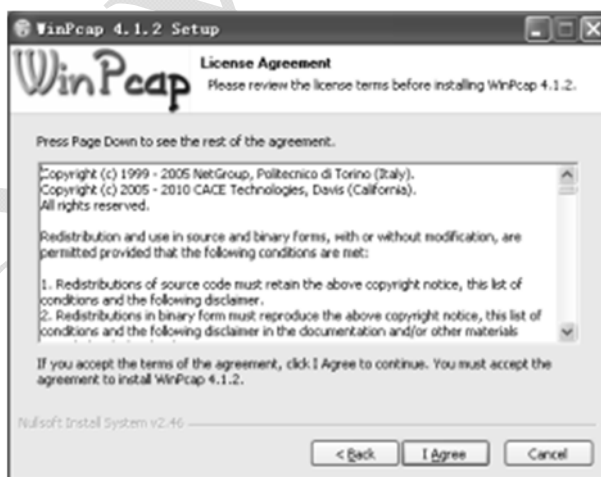 WinPcap 4.1.2 Setup
WinPcap
License Agreement
Please review the license terms before installing WinPcap 4.1.2.
Press Page Down to see the rest of the agreement.
Copyright (c) 1999 - 2005 NetGroup, Politecnico di Torino (Italy).
Copyright (c) 2005 - 2010 CACE Technologies, Davis (California).
All rights reserved.
Redistribution and use in source and binary forms, with or without modification, are
permitted provided that the following conditions are met:
1. Redistributions of source code must retain the above copyright notice, this list of
conditions and the following disclaimer.
2. Redistributions in binary form must reproduce the above copyright notice, this list of
conditions and the following disclaimer in the documentation and/or other materials
If you accept the terms of the agreement, click I Agree to continue. You must accept the
agreement to install WinPcap 4.1.2.
Nullsoft Install System v2.46
< Back
I Agree
Cancel